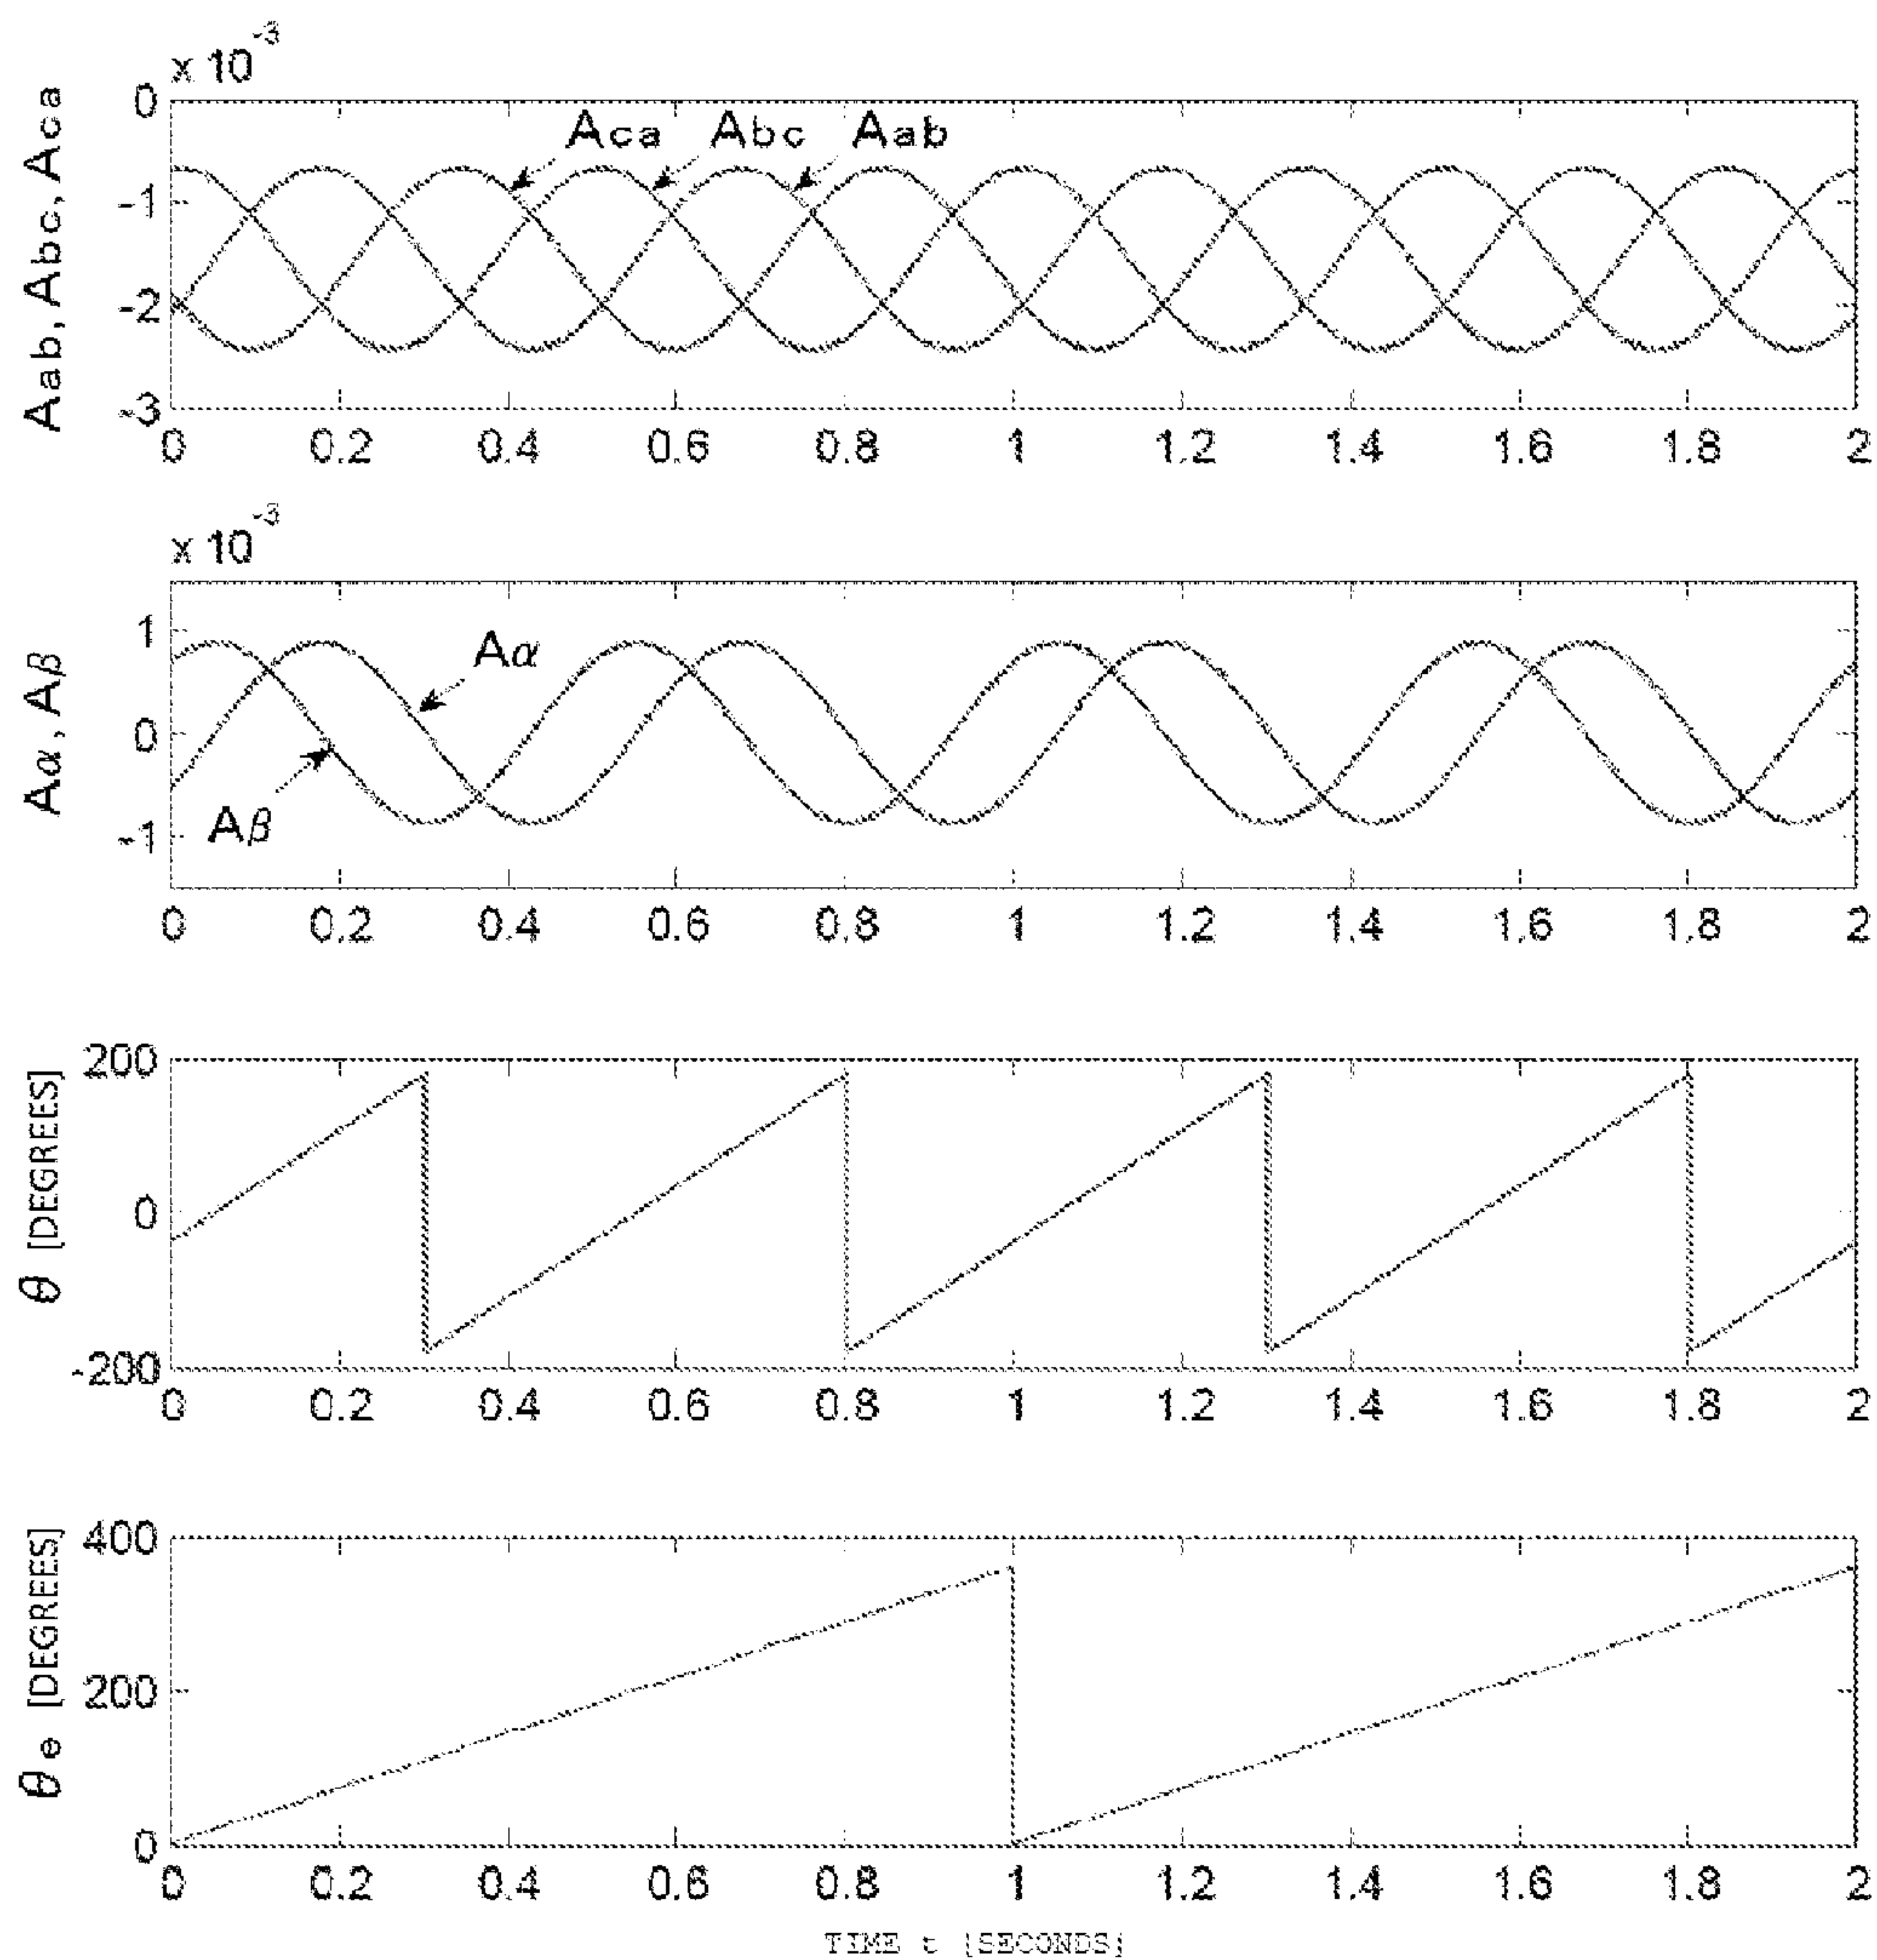 x 10-3
Aab, Abc, Aca
0
-1
-2
-3
Aca Abc Aab
0 0.2 0.4 0.6 0.8 1 1.2 1.4 1.6 1.8 2
x 10-3
Aα, Aβ
1
0
-1
Aα
Aβ
0 0.2 0.4 0.6 0.8 1 1.2 1.4 1.6 1.8 2
θ [DEGREES]
200
0
-200
0 0.2 0.4 0.6 0.8 1 1.2 1.4 1.6 1.8 2
θe [DEGREES]
400
200
0
0 0.2 0.4 0.6 0.8 1 1.2 1.4 1.6 1.8 2
TIME t [SECONDS]